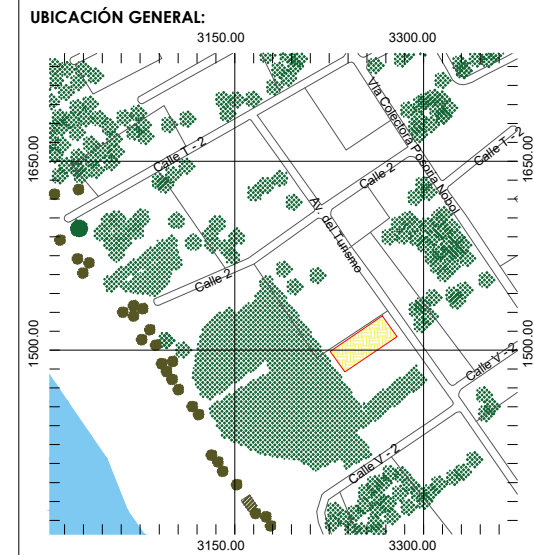 UBICACIÓN GENERAL:
3150.00
3300.00
1650.00
1650.00
Vía Colectora Posorja Nobol
Calle T - 2
Calle T - 2
Calle 2
Av. del Turismo
Calle 2
1500.00
1500.00
Calle V - 2
Calle V - 2
3150.00
3300.00